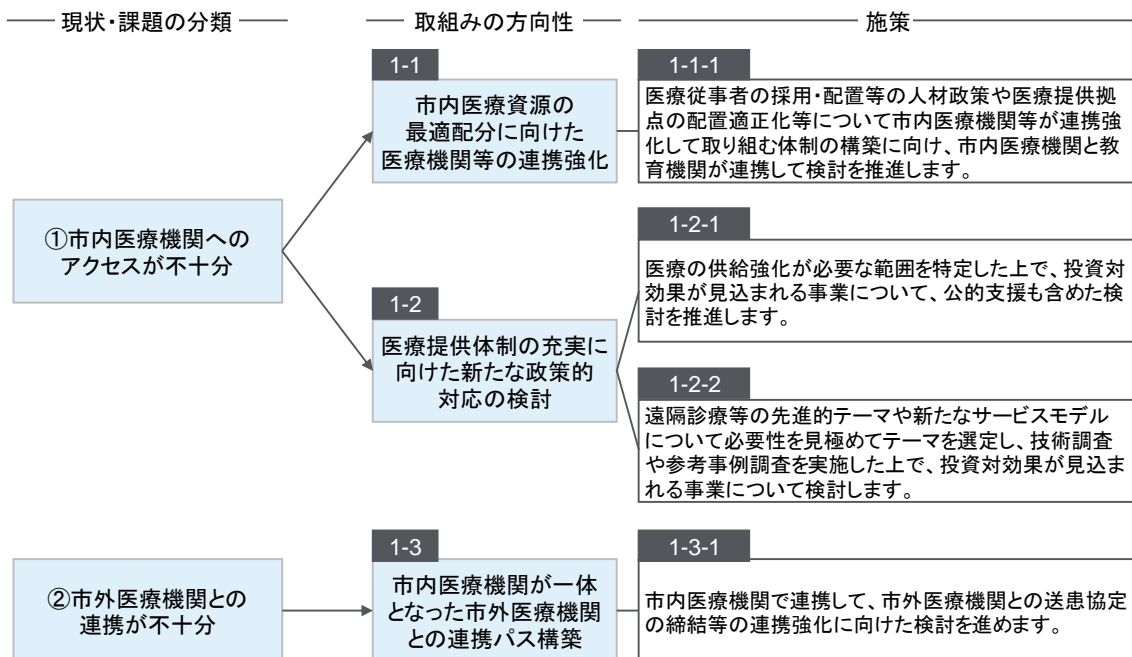 現状・課題の分類
取組みの方向性
施策
①市内医療機関への
アクセスが不十分
1-1
市内医療資源の
最適配分に向けた
医療機関等の連携強化
1-1-1
医療従事者の採用・配置等の人材政策や医療提供拠
点の配置適正化等について市内医療機関等が連携強
化して取り組む体制の構築に向け、市内医療機関と教
育機関が連携して検討を推進します。
1-2
医療提供体制の充実に
向けた新たな政策的
対応の検討
1-2-1
医療の供給強化が必要な範囲を特定した上で、投資対
効果が見込まれる事業について、公的支援も含めた検
討を推進します。
1-2-2
遠隔診療等の先進的テーマや新たなサービスモデル
について必要性を見極めてテーマを選定し、技術調査
や参考事例調査を実施した上で、投資対効果が見込ま
れる事業について検討します。
②市外医療機関との
連携が不十分
1-3
市内医療機関が一体
となった市外医療機関
との連携パス構築
1-3-1
市内医療機関で連携して、市外医療機関との送患協定
の締結等の連携強化に向けた検討を進めます。